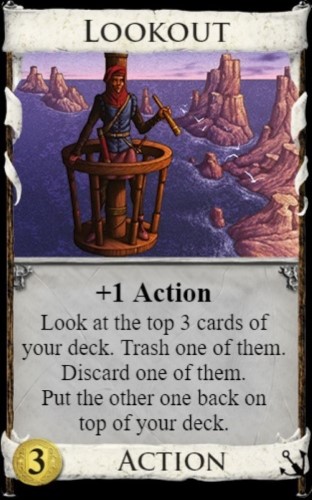 LOOKOUT
+1 Action
Look at the top 3 cards of
your deck. Trash one of them.
Discard one of them.
Put the other one back on
top of your deck.
3
ACTION